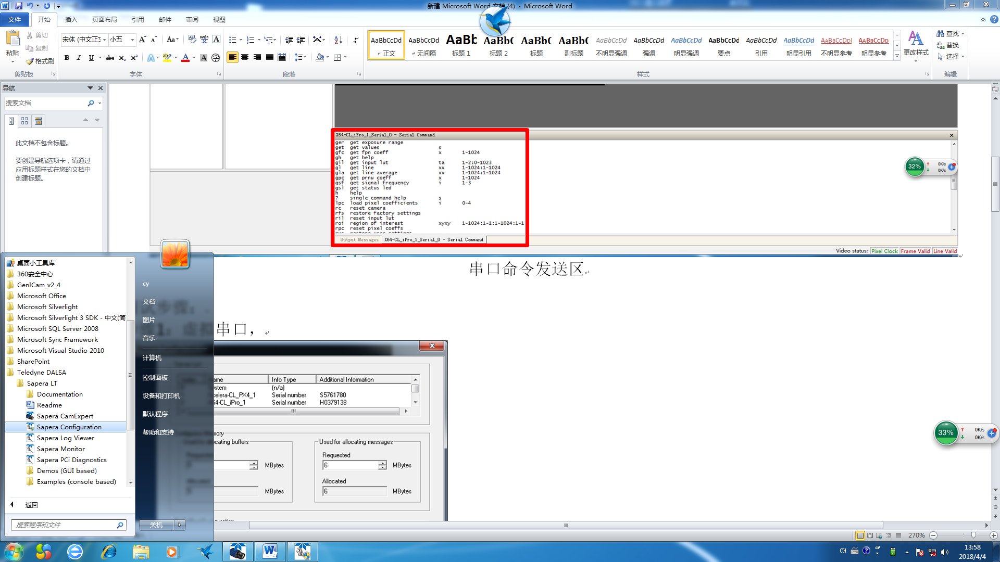 新建 Microsoft Word 文档 (4) - Microsoft Word
文件 开始 插入 页面布局 引用 邮件 审阅 视图
粘贴 剪切 复制 格式刷
宋体 (中文正文 小五
AaBbCcDd AaBbCcDd AaBb AaBbC AaBbC AaBbC AaBbCcDd AaBbCcDd AaBbCcDd AaBbCcDd AaBbCcDd AaBbCcDd AaBbCcDd AaBbCcDd
正文 无间隔 标题 1 标题 2 标题 副标题 不明显强调 强调 明显强调 要点 引用 明显引用 不明显参考 明显参考
更改样式
查找
替换
选择
剪贴板 字体 段落 样式 编辑
导航
搜索文档
此文档不包含标题。
要创建导航选项卡，请通过
应用标题样式在您的文档中
创建标题。
X64-CL_iPro_1_Serial_0 - Serial Command
ger get exposure range
get get values s
gfc get fpn coeff x 1-1024
gh get help
gil get input lut ta 1-2:0-1023
gl get line xx 1-1024:1-1024
gla get line average xx 1-1024:1-1024
gpc get prnu coeff x 1-1024
gsf get signal frequency i 1-3
gsl get status led
h help
? single command help s
lpc load pixel coefficients i 0-4
rc reset camera
rfs restore factory settings
ril reset input lut
roi region of interest xyxy 1-1024:1-1:1-1024:1-1
rpc reset pixel coeffs
Output Messages X64-CL_iPro_1_Serial_0 - Serial Command
32% 0K/s
0K/s
Video status: Pixel Clock Frame Valid Line Valid
串口命令发送区
步骤：
1：虚拟串口，
桌面小工具库
360安全中心
GenICam_v2_4
Microsoft Office
Microsoft Silverlight
Microsoft Silverlight 3 SDK - 中文(简
Microsoft SQL Server 2008
Microsoft Sync Framework
Microsoft Visual Studio 2010
SharePoint
Teledyne DALSA
Sapera LT
Documentation
Readme
Sapera CamExpert
Sapera Configuration
Sapera Log Viewer
Sapera Monitor
Sapera PCi Diagnostics
Demos (GUI based)
Examples (console based)
返回
搜索程序和文件
cy
文档
图片
音乐
计算机
控制面板
设备和打印机
默认程序
帮助和支持
关机
ame Info Type Additional Information
stem (n/a)
celera-CL_PX4_1 Serial number S5761780
64-CL_iPro_1 Serial number H0379138
Used for allocating messages
Requested
MBytes 6 MBytes
Allocated
MBytes 6 MBytes
33% 0K/s
0K/s
270%
CH
13:58
2018/4/4